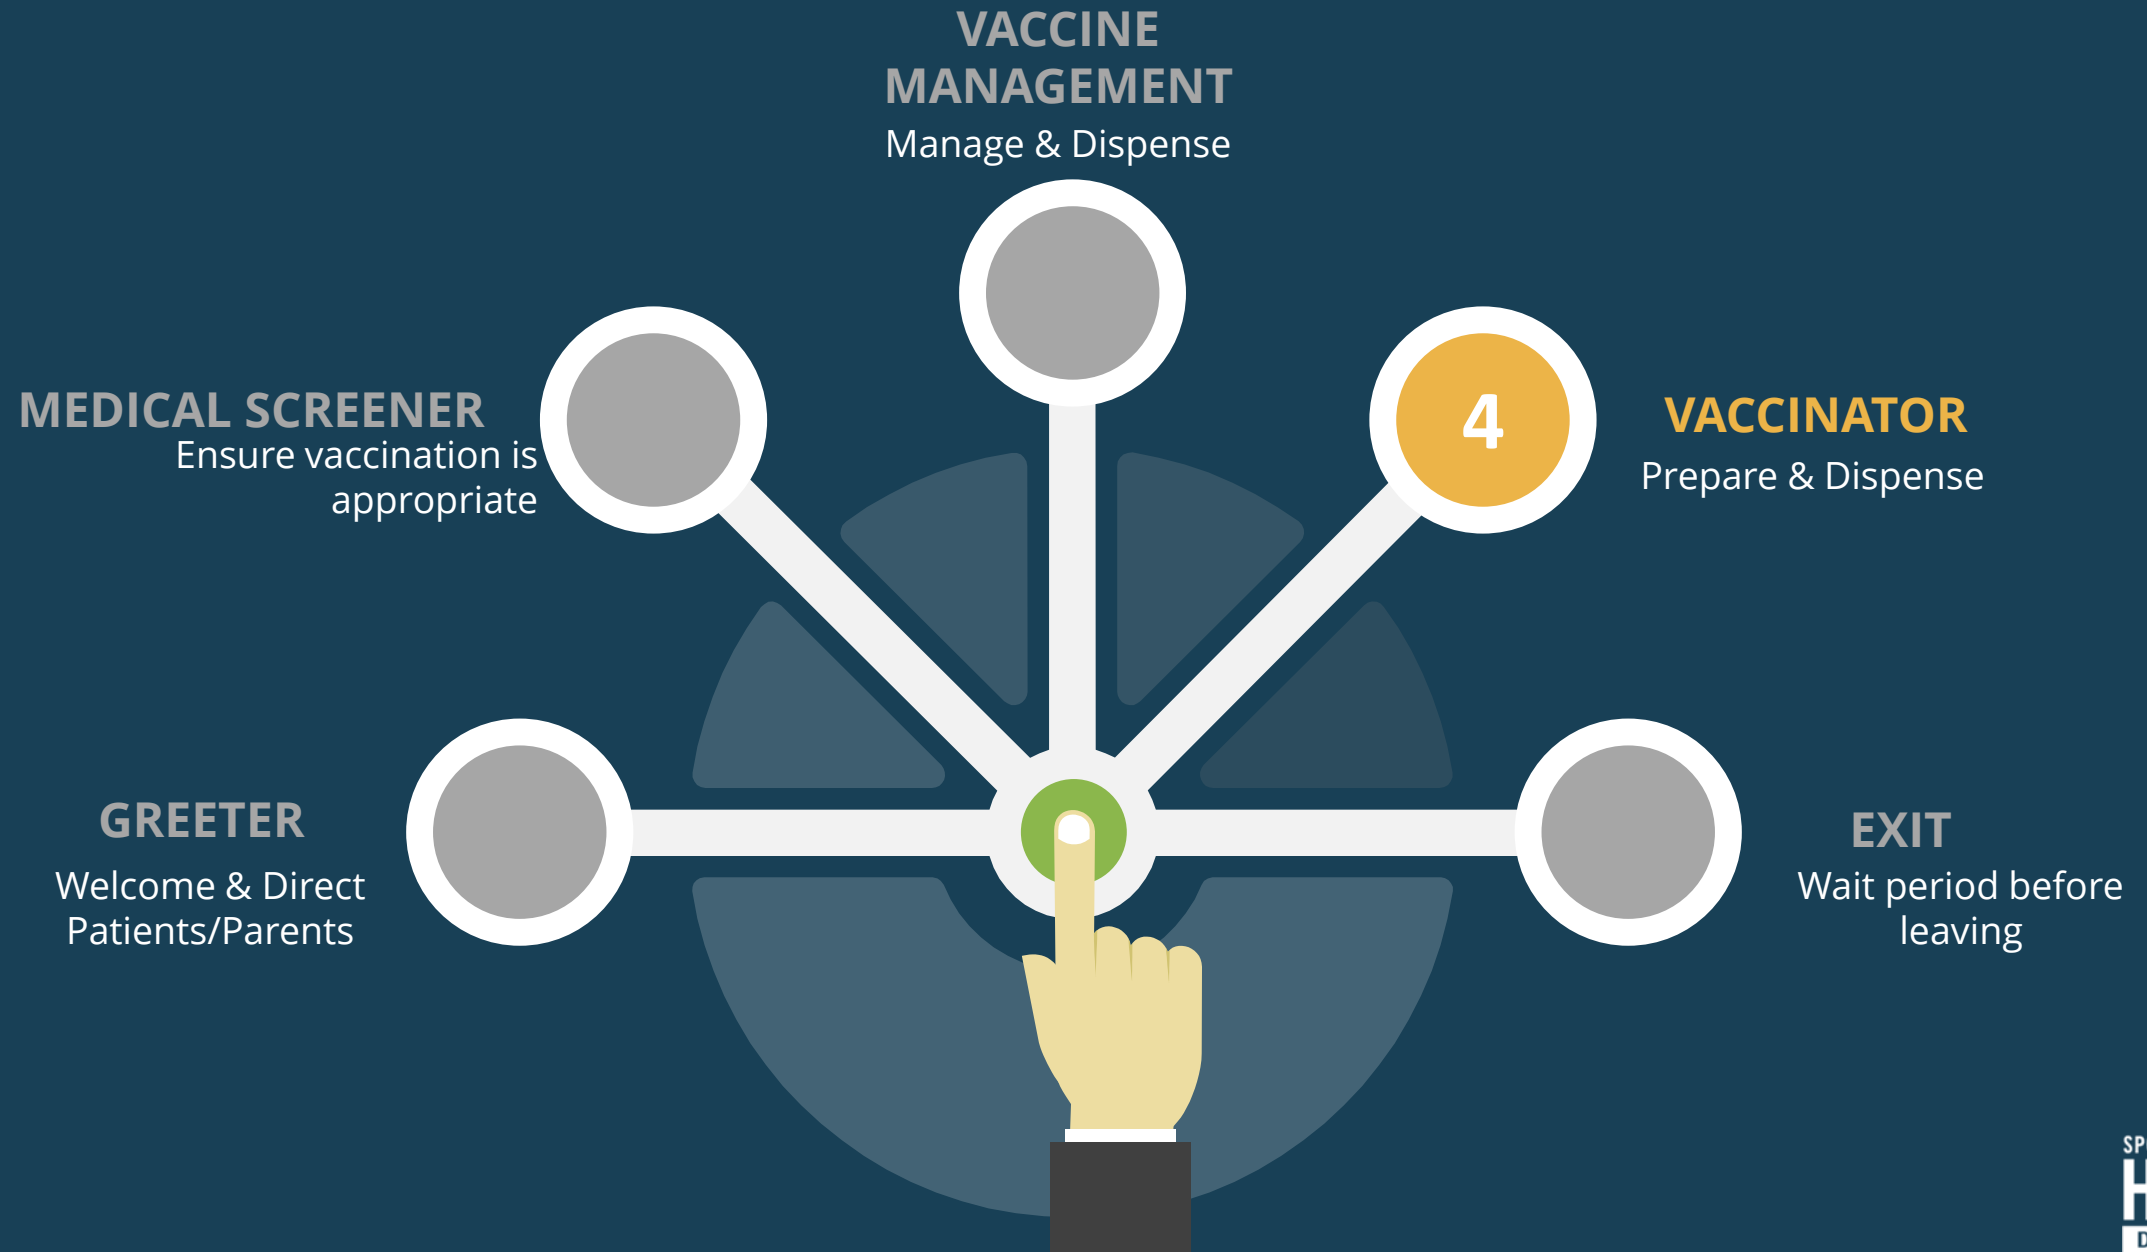 VACCINE
MANAGEMENT
Manage & Dispense
MEDICAL SCREENER
Ensure vaccination is
appropriate
4
VACCINATOR
Prepare & Dispense
GREETER
Welcome & Direct
Patients/Parents
EXIT
Wait period before
leaving